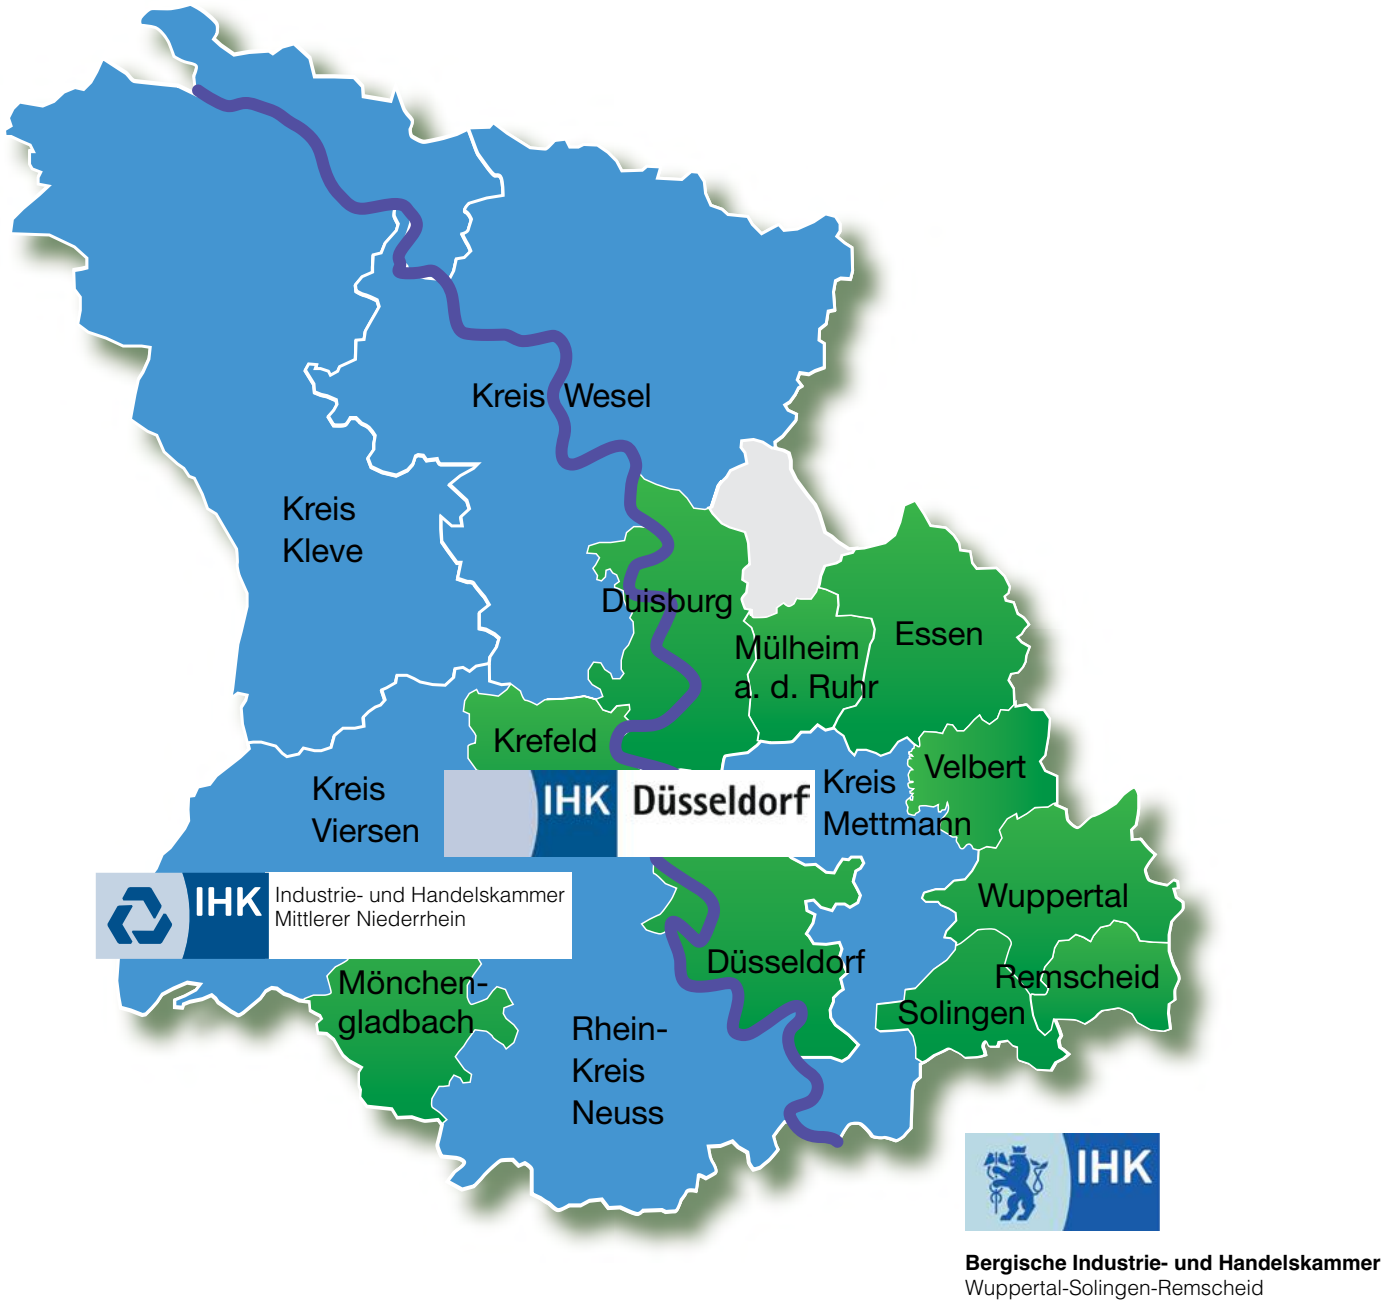 Kreis Wesel
Kreis
Kleve
Duisburg
Essen
Mülheim
a. d. Ruhr
Krefeld
Velbert
Kreis
Mettmann
Kreis
Viersen
IHK Düsseldorf
Wuppertal
IHK Industrie- und Handelskammer
Mittlerer Niederrhein
Düsseldorf
Remscheid
Solingen
Mönchen-
gladbach
Rhein-
Kreis
Neuss
IHK
Bergische Industrie- und Handelskammer
Wuppertal-Solingen-Remscheid